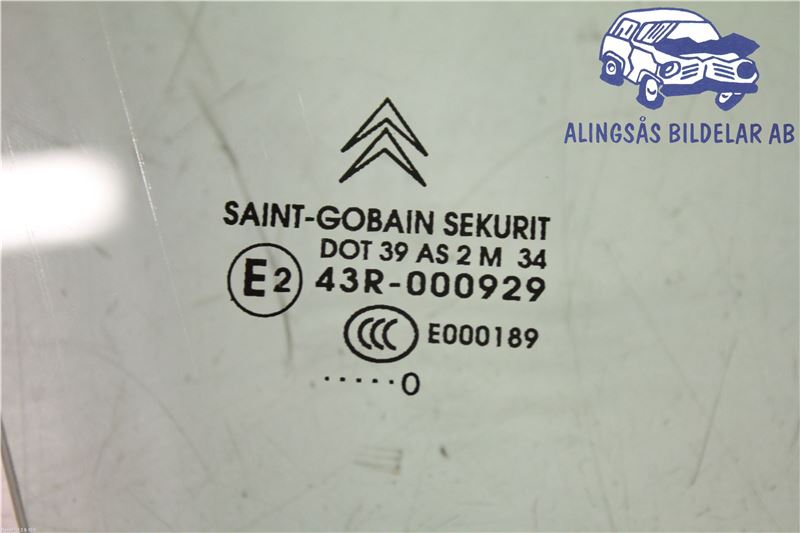 ALINGSÅS BILDELAR AB
SAINT-GOBAIN SEKURIT
DOT 39 AS 2 M 34
E2 43R-000929
CCC E000189
.....0